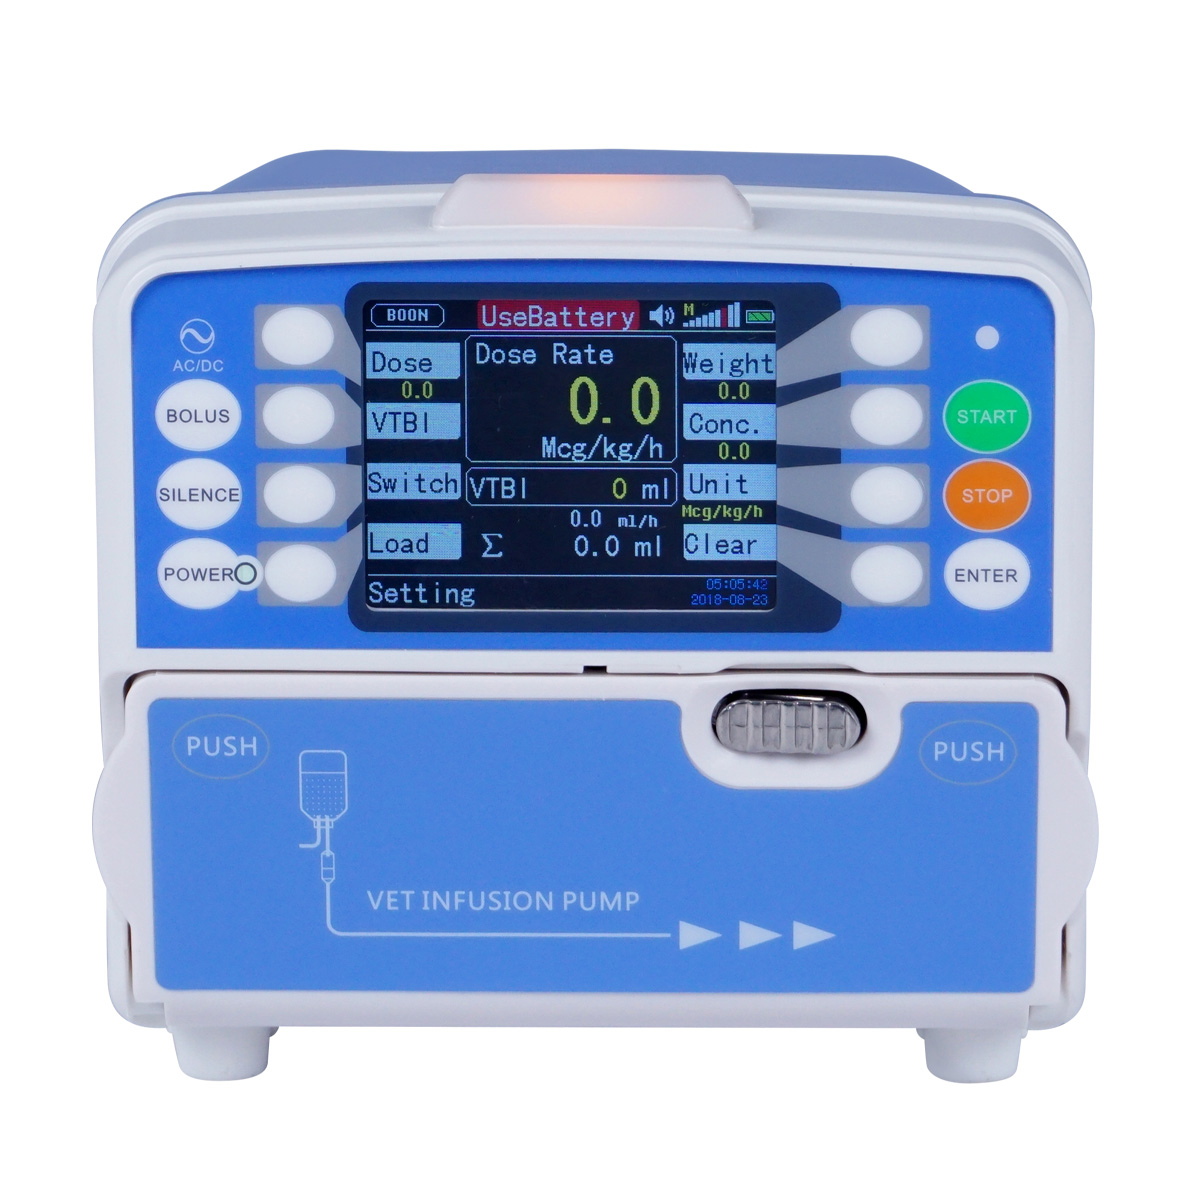 BOON
UseBattery
M
AC/DC
BOLUS
SILENCE
POWER
Dose
0.0
VTBI
Switch
Load
Setting
Dose Rate
0.0
Mcg/kg/h
VTBI 0 ml
0.0 ml/h
Σ 0.0 ml
Weight
0.0
Conc.
0.0
Unit
Mcg/kg/h
Clear
05:05:42
2018-08-23
START
STOP
ENTER
PUSH
PUSH
VET INFUSION PUMP